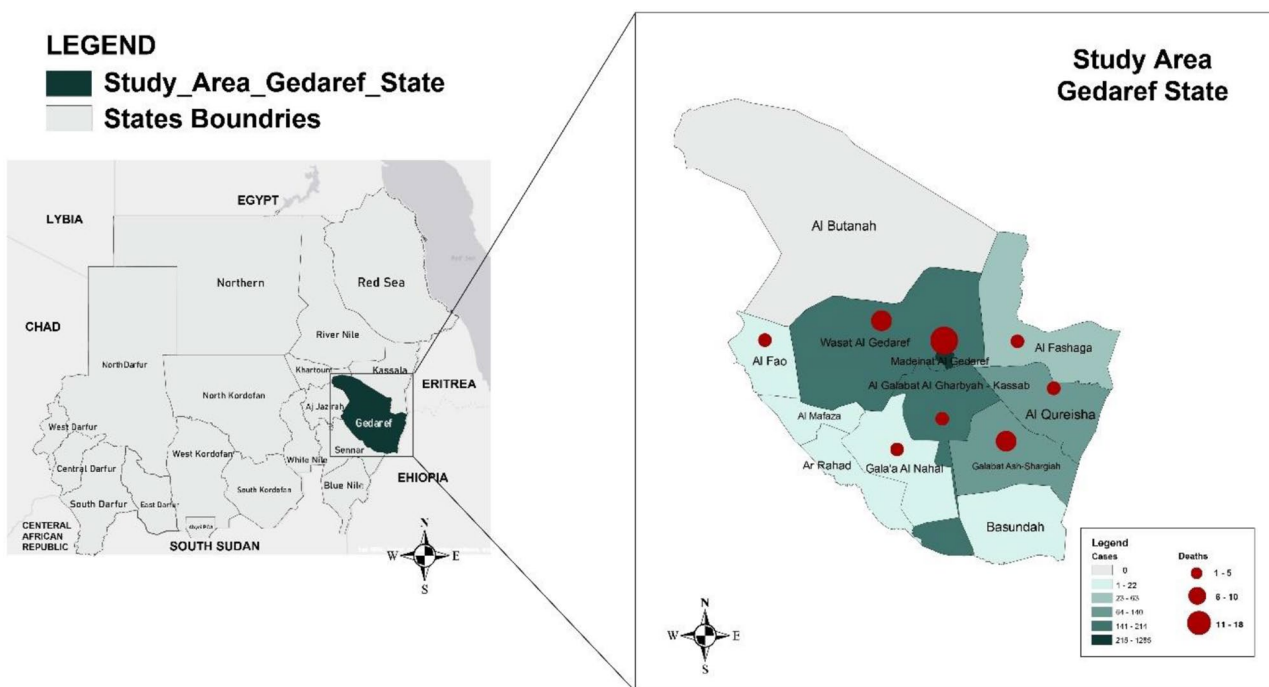 LEGEND
Study_Area_Gedaref_State
States Boundries
EGYPT
LYBIA
Northern
Red Sea
CHAD
River Nile
North Darfur
Khartoum
Kassala
ERITREA
North Kordofan
Aj Jazirah
Gedaref
West Darfur
West Kordofan
White Nile
Sennar
Central Darfur
EHIOPIA
South Kordofan
Blue Nile
South Darfur
East Darfur
CENTRAL
AFRICAN
REPUBLIC
SOUTH SUDAN
N
W
E
S
Study Area
Gedaref State
Al Butanah
Wasat Al Gedaref
Al Fashaga
Al Fao
Madeinat Al Gedaref
Al Galabat Al Gharbyah - Kassab
Al Mafaza
Al Qureisha
Ar Rahad
Gala'a Al Nahal
Galabat Ash-Shargiah
Basundah
N
W
E
S
Legend
Cases
0
1 - 22
23 - 63
64 - 140
141 - 214
215 - 1255
Deaths
1 - 5
6 - 10
11 - 18